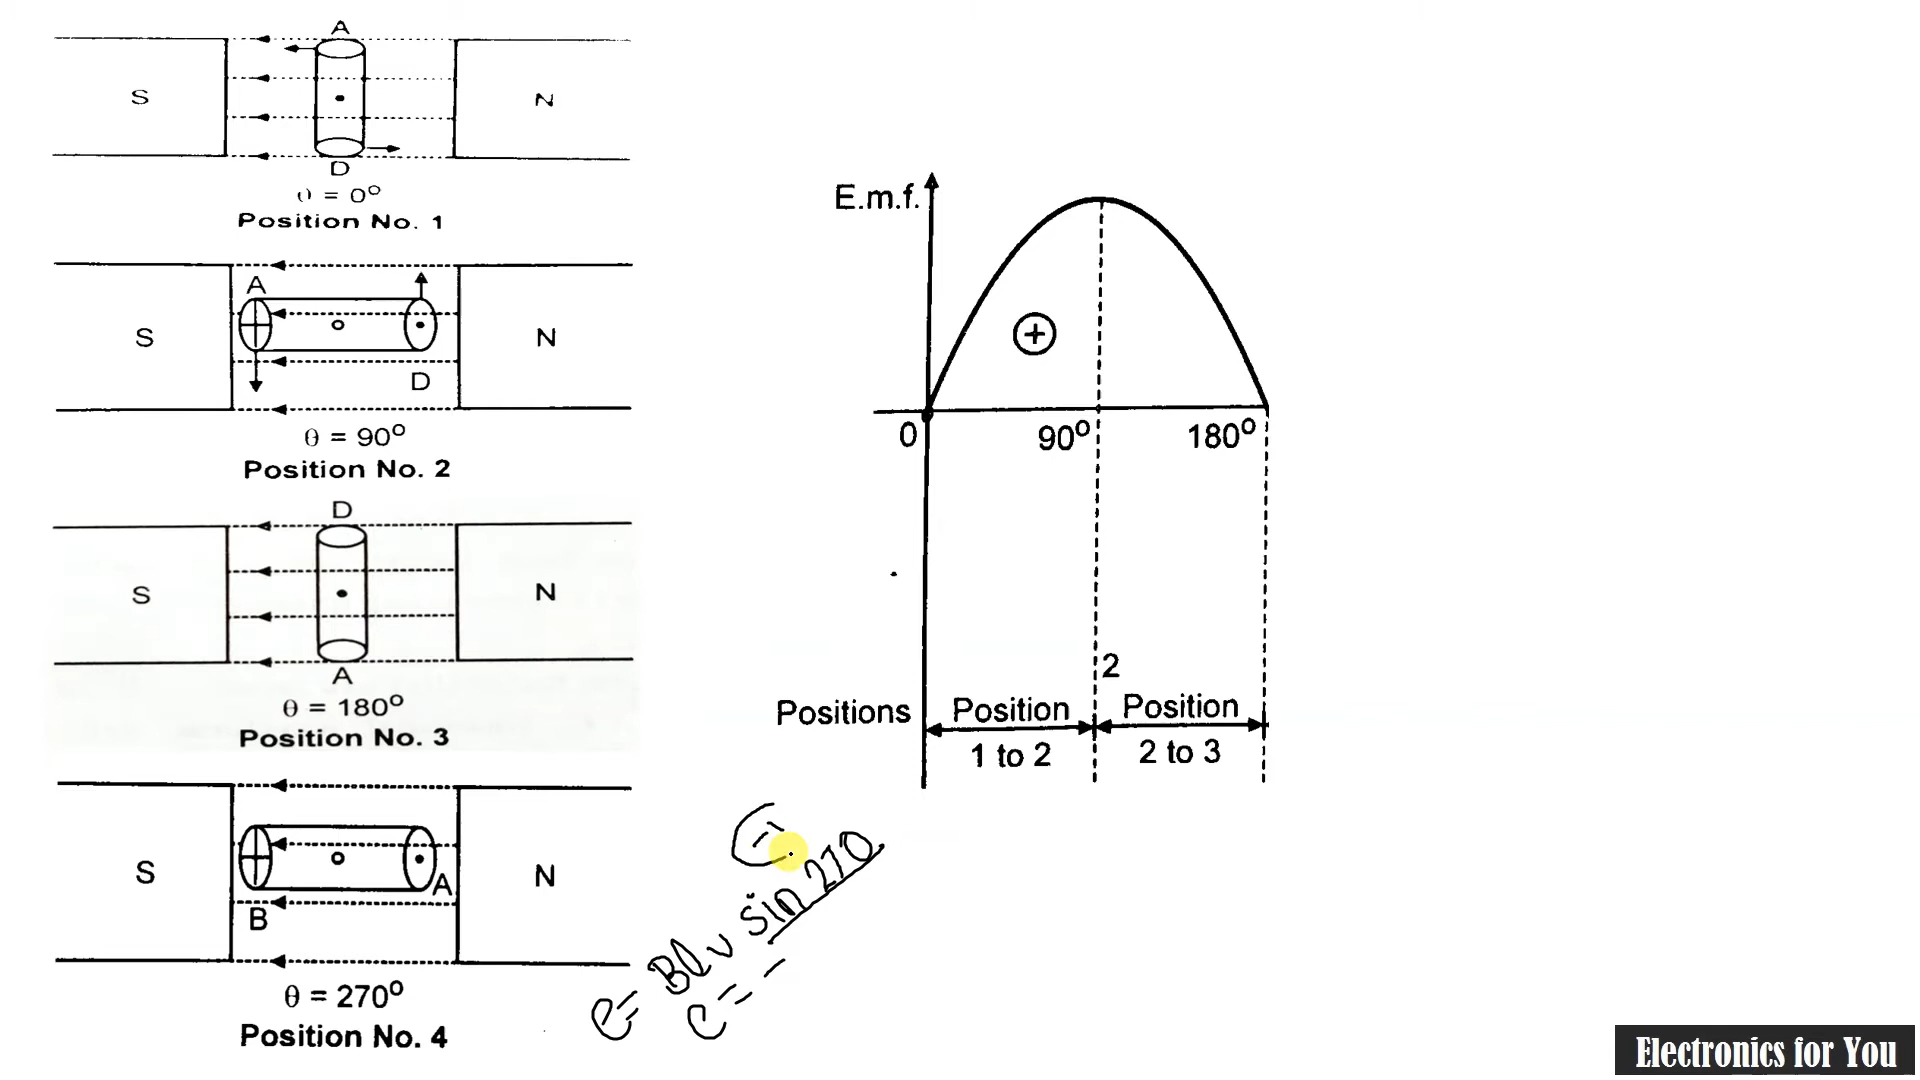 A
S
N
D
θ = 0°
Position No. 1
A
S
N
D
θ = 90°
Position No. 2
D
S
N
A
θ = 180°
Position No. 3
S
N
A
B
θ = 270°
Position No. 4
E.m.f.
+
0
90°
180°
2
Positions
Position
1 to 2
Position
2 to 3
e = Blv sin 270
e = -
Electronics for You